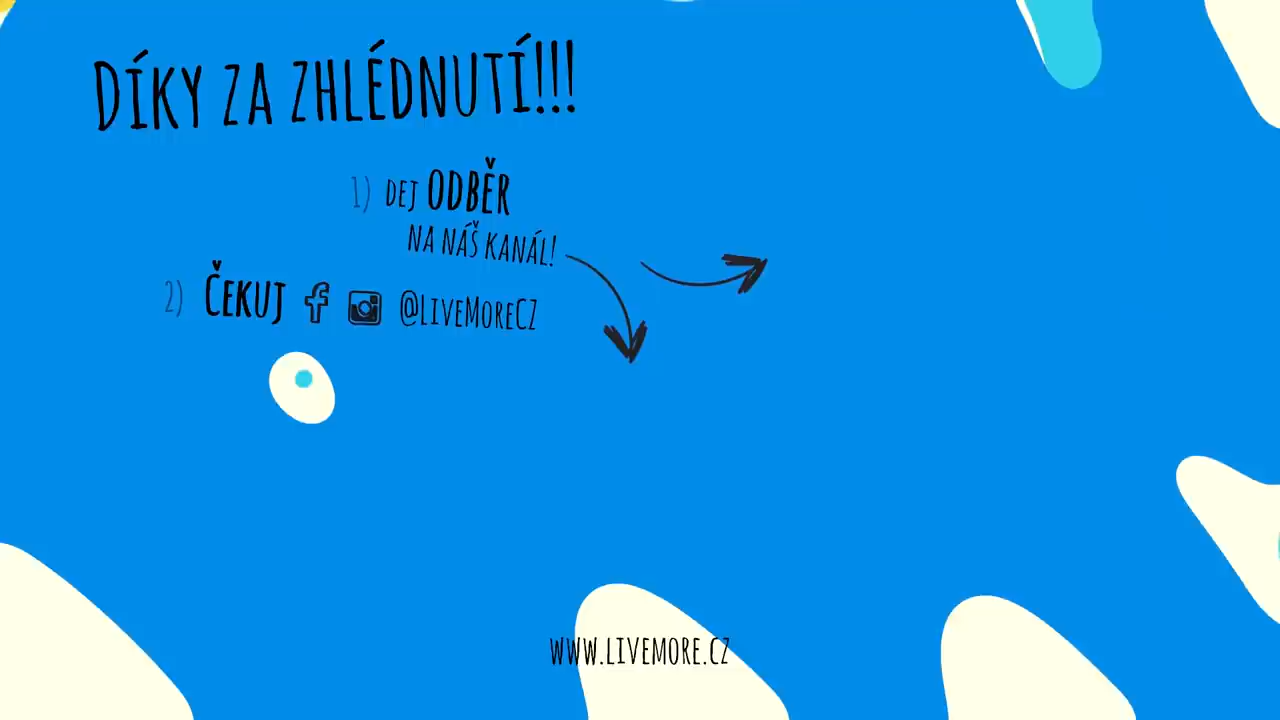 Díky za zhlédnutí!!!
1) dej ODBĚR
na náš kanál!
2) Čekuj @LiveMoreCZ
www.livemore.cz